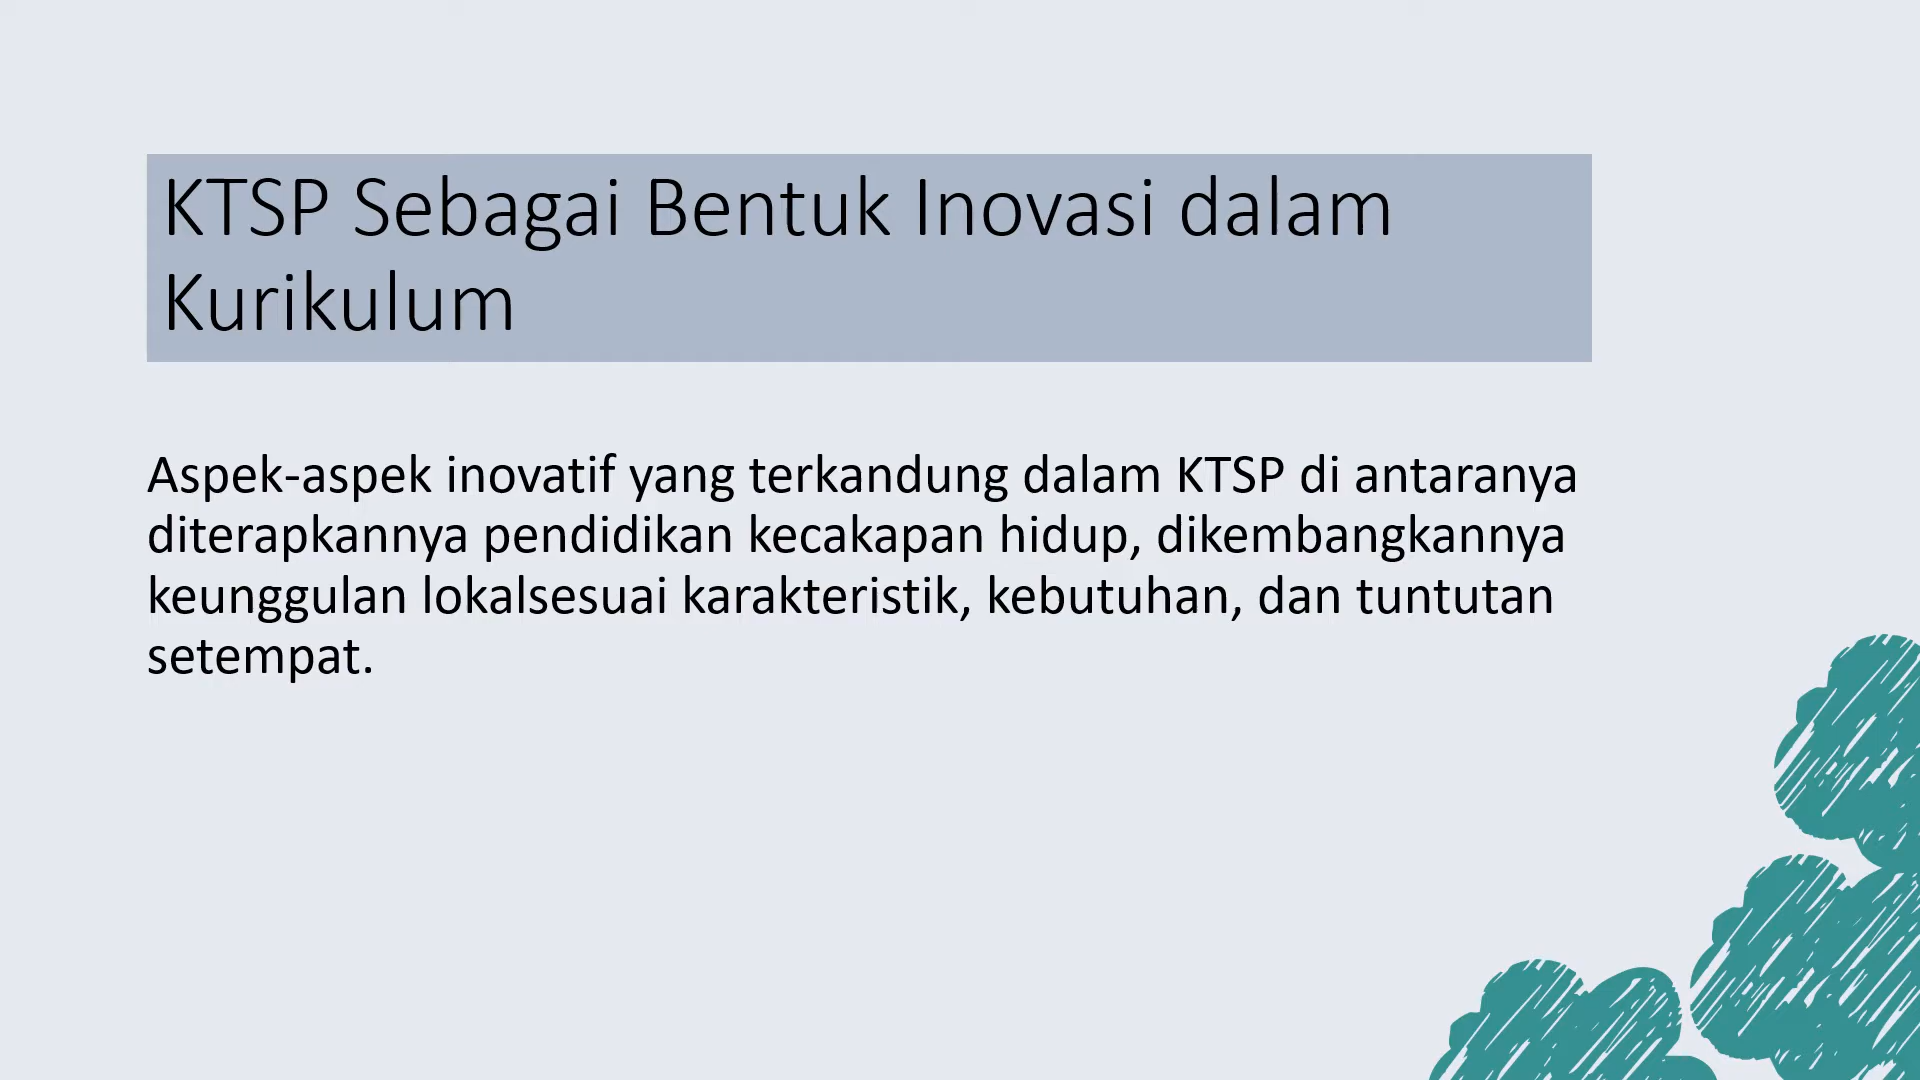 KTSP Sebagai Bentuk Inovasi dalam
Kurikulum
Aspek-aspek inovatif yang terkandung dalam KTSP di antaranya
diterapkannya pendidikan kecakapan hidup, dikembangkannya
keunggulan lokalsesuai karakteristik, kebutuhan, dan tuntutan
setempat.